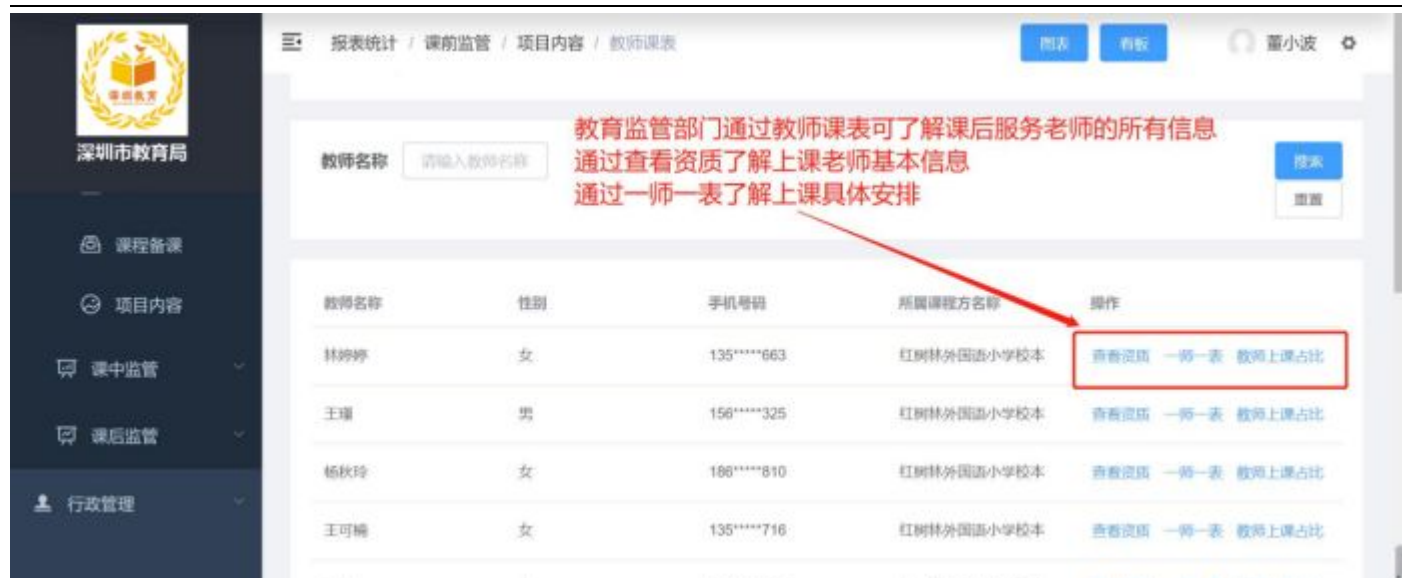 报表统计 / 课前监管 / 项目内容 / 教师课表
图表 看板 董小波
深圳教育
深圳市教育局
课程备课
项目内容
课中监管
课后监管
行政管理
教育监管部门通过教师课表可了解课后服务老师的所有信息
通过查看资质了解上课老师基本信息
通过一师一表了解上课具体安排
教师名称 请输入教师名称 搜索
重置
教师名称 性别 手机号码 所属课程方名称 操作
林婷婷 女 135*****663 红树林外国语小学校本 查看资质 一师一表 教师上课占比
王瑞 男 156*****325 红树林外国语小学校本 查看资质 一师一表 教师上课占比
杨秋玲 女 186*****810 红树林外国语小学校本 查看资质 一师一表 教师上课占比
王可 女 135*****716 红树林外国语小学校本 查看资质 一师一表 教师上课占比